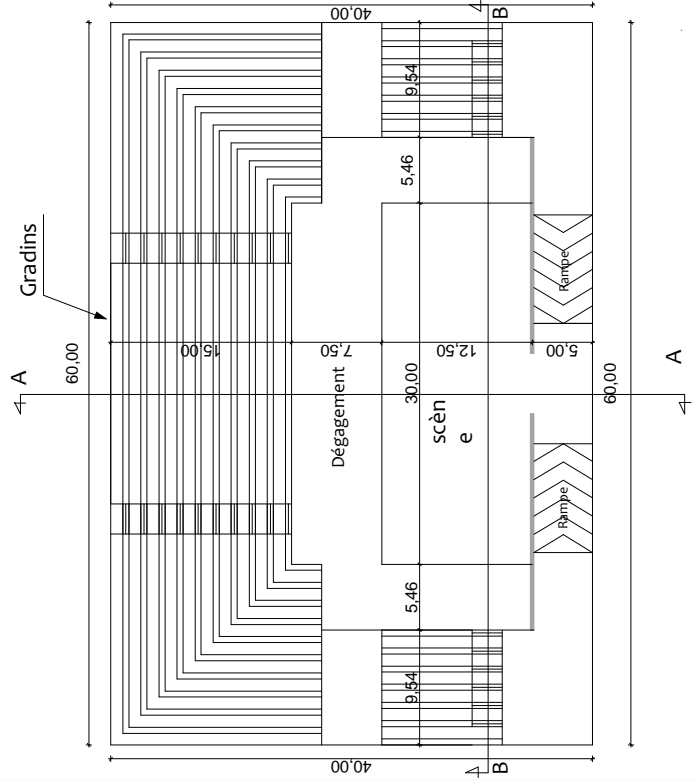 40,00
B
9,54
Gradins
5,46
A
60,00
15,00
7,50
12,50
5,00
Rampe
A
60,00
Dégagement
30,00
scèn
e
Rampe
5,46
9,54
40,00
B